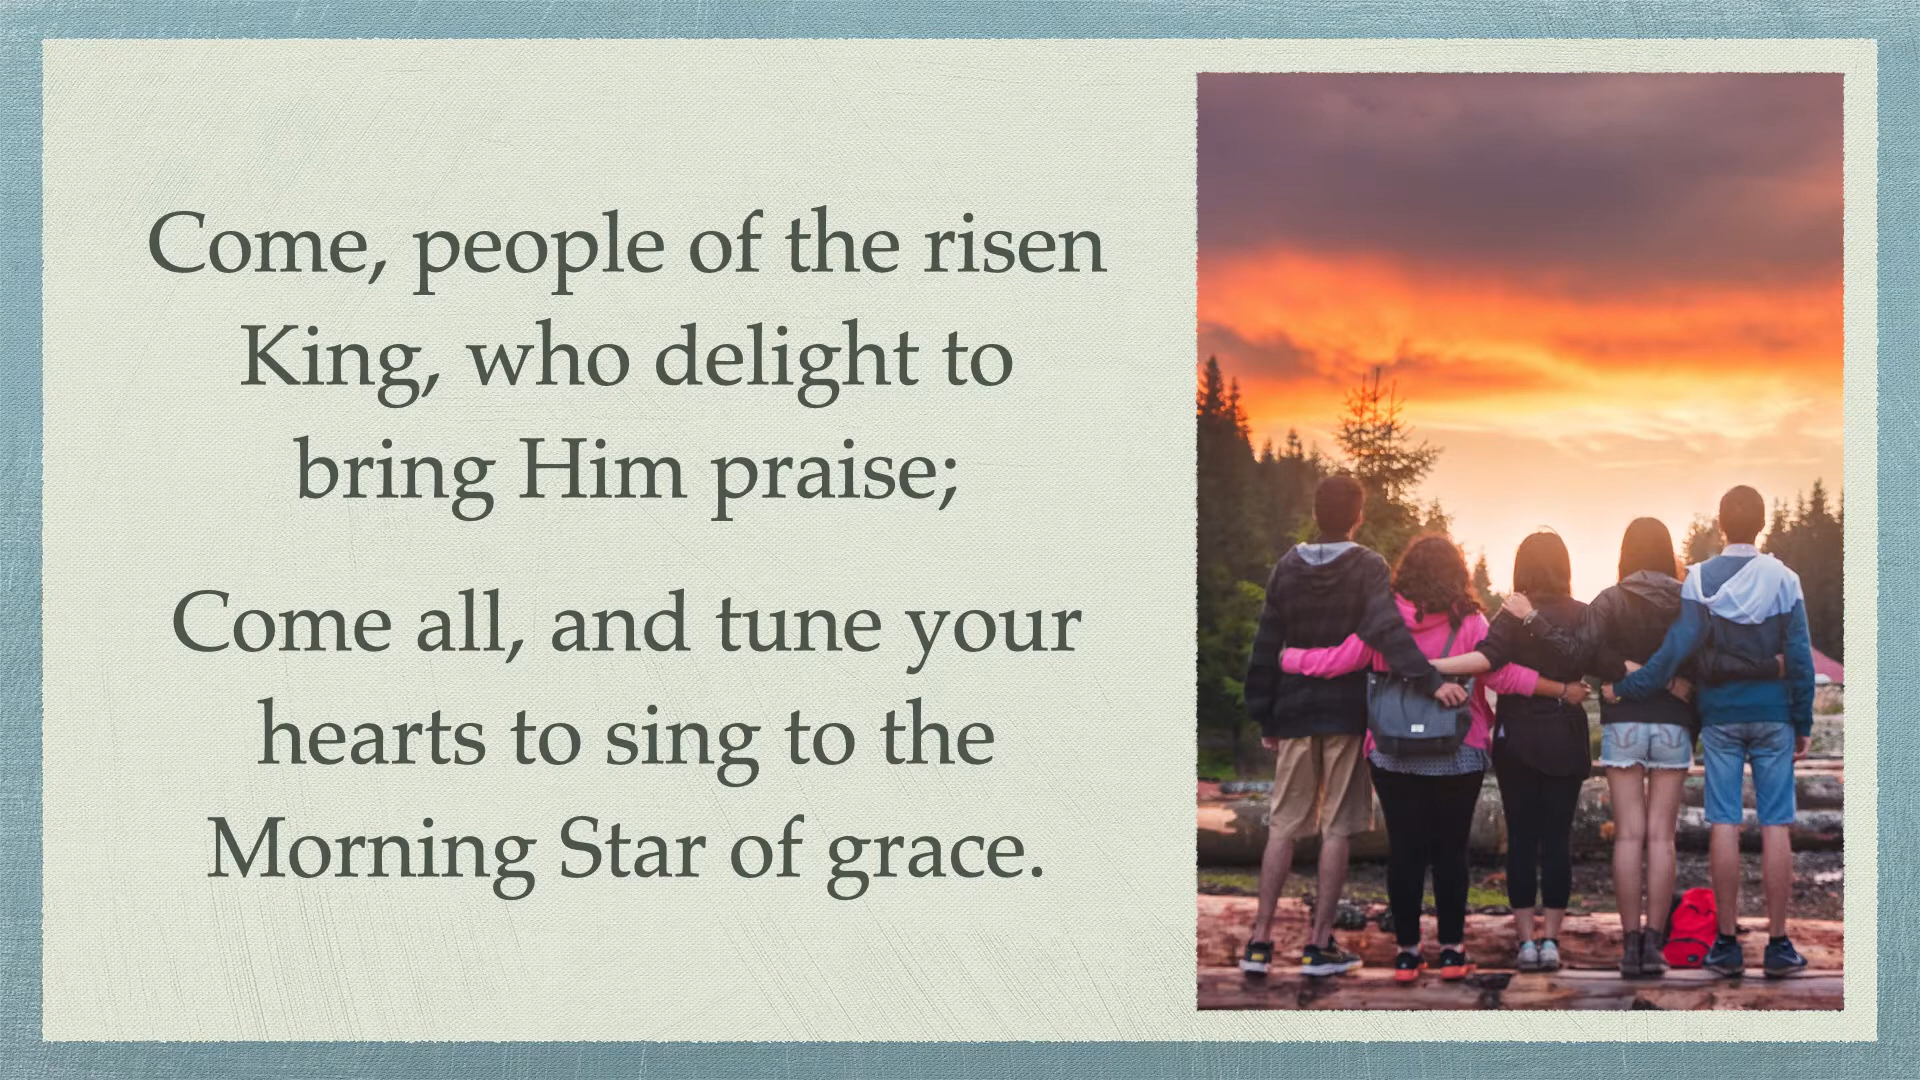 Come, people of the risen
King, who delight to
bring Him praise;
Come all, and tune your
hearts to sing to the
Morning Star of grace.